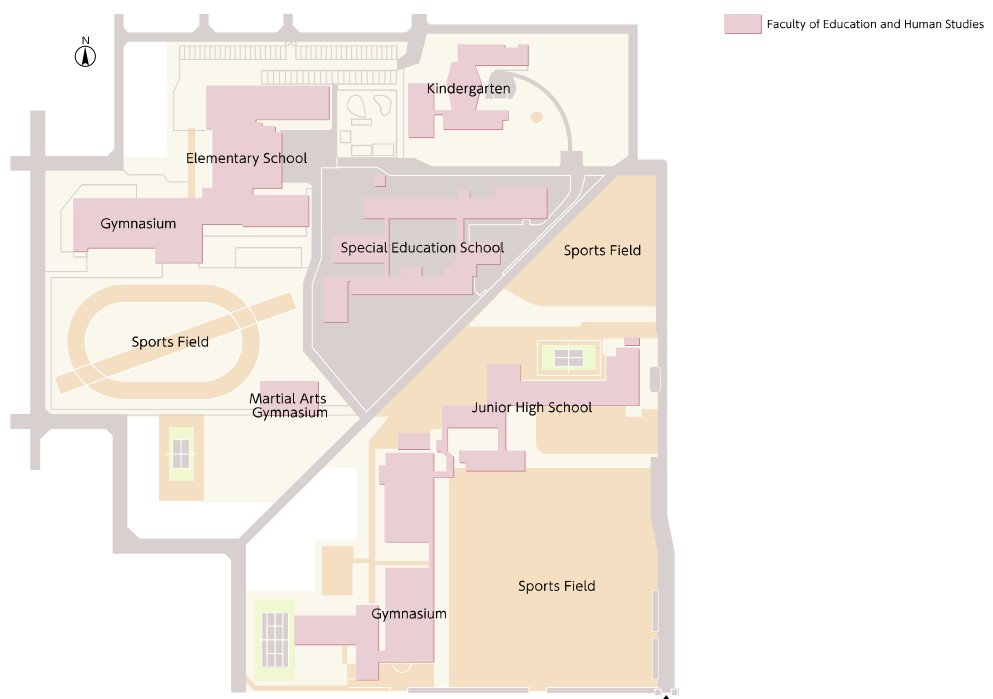 Faculty of Education and Human Studies
N
Kindergarten
Elementary School
Gymnasium
Special Education School
Sports Field
Sports Field
Martial Arts
Gymnasium
Junior High School
Sports Field
Gymnasium